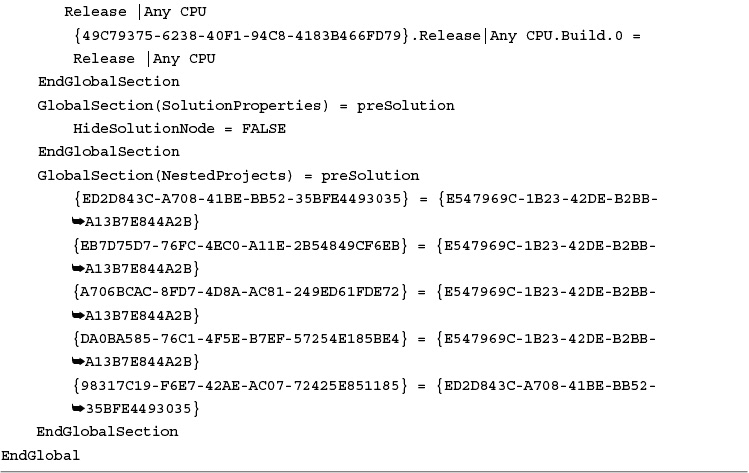 Release |Any CPU
{49C79375-6238-40F1-94C8-4183B466FD79}.Release|Any CPU.Build.0 =
Release |Any CPU
EndGlobalSection
GlobalSection(SolutionProperties) = preSolution
HideSolutionNode = FALSE
EndGlobalSection
GlobalSection(NestedProjects) = preSolution
{ED2D843C-A708-41BE-BB52-35BFE4493035} = {E547969C-1B23-42DE-B2BB-
➥A13B7E844A2B}
{EB7D75D7-76FC-4EC0-A11E-2B54849CF6EB} = {E547969C-1B23-42DE-B2BB-
➥A13B7E844A2B}
{A706BCAC-8FD7-4D8A-AC81-249ED61FDE72} = {E547969C-1B23-42DE-B2BB-
➥A13B7E844A2B}
{DA0BA585-76C1-4F5E-B7EF-57254E185BE4} = {E547969C-1B23-42DE-B2BB-
➥A13B7E844A2B}
{98317C19-F6E7-42AE-AC07-72425E851185} = {ED2D843C-A708-41BE-BB52-
➥35BFE4493035}
EndGlobalSection
EndGlobal